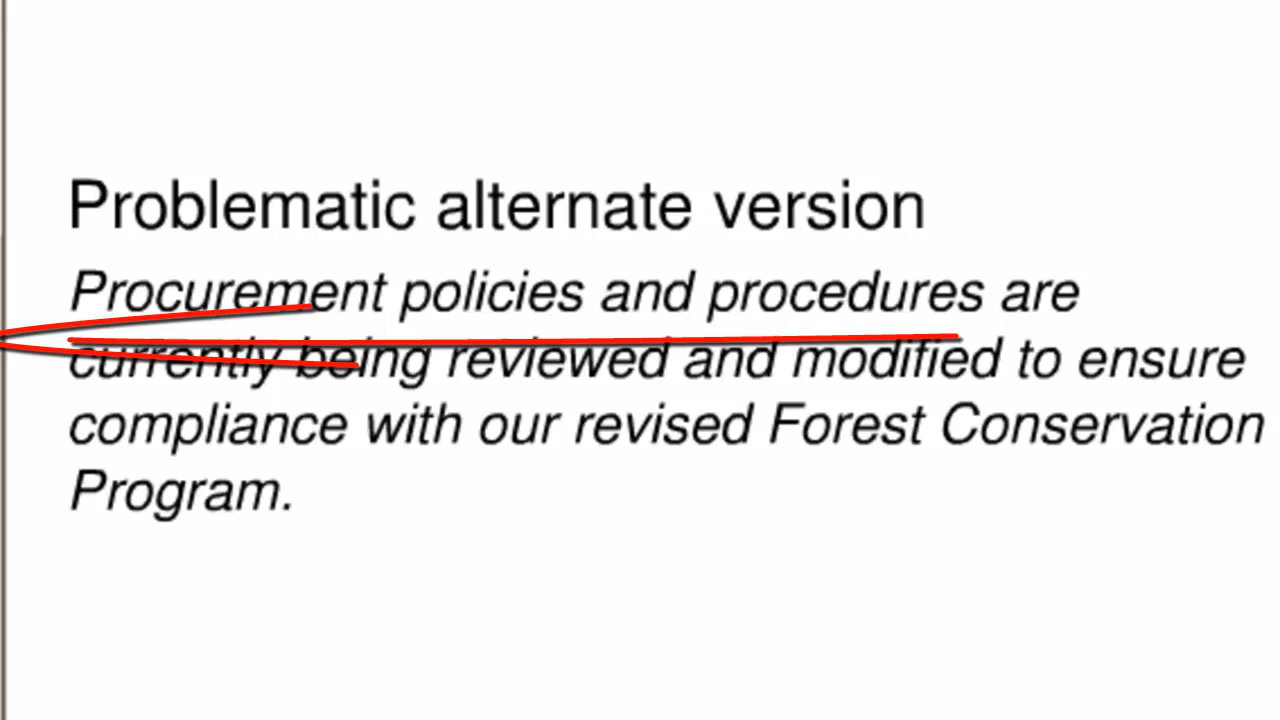 Problematic alternate version
Procurement policies and procedures are
currently being reviewed and modified to ensure
compliance with our revised Forest Conservation
Program.